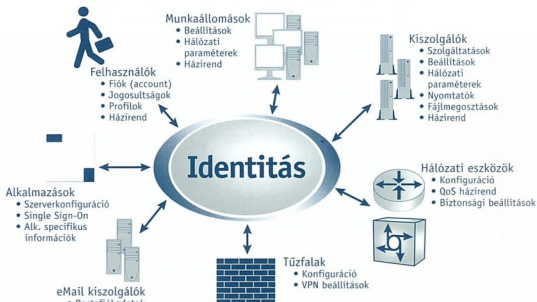 Munkaállomások
• Beállítások
• Hálózati
paraméterek
• Házirend
Kiszolgálók
• Szolgáltatások
• Beállítások
• Hálózati
paraméterek
• Nyomtatók
• Fájlmegosztások
• Házirend
Felhasználók
• Fiók (account)
• Jogosultságok
• Profilok
• Házirend
Identitás
Hálózati eszközök
• Konfiguráció
• QoS házirend
• Biztonsági beállítások
Alkalmazások
• Szerverkonfiguráció
• Single Sign-On
• Alk. specifikus
információk
Tűzfalak
• Konfiguráció
• VPN beállítások
eMail kiszolgálók